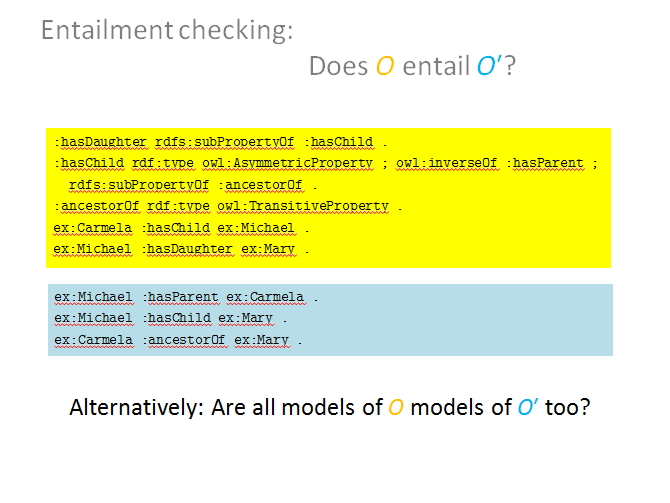 Entailment checking:
Does O entail O′?
:hasDaughter rdfs:subPropertyOf :hasChild .
:hasChild rdf:type owl:AsymmetricProperty ; owl:inverseOf :hasParent ;
rdfs:subPropertyOf :ancestorOf .
:ancestorOf rdf:type owl:TransitiveProperty .
ex:Carmela :hasChild ex:Michael .
ex:Michael :hasDaughter ex:Mary .
ex:Michael :hasParent ex:Carmela .
ex:Michael :hasChild ex:Mary .
ex:Carmela :ancestorOf ex:Mary .
Alternatively: Are all models of O models of O′ too?